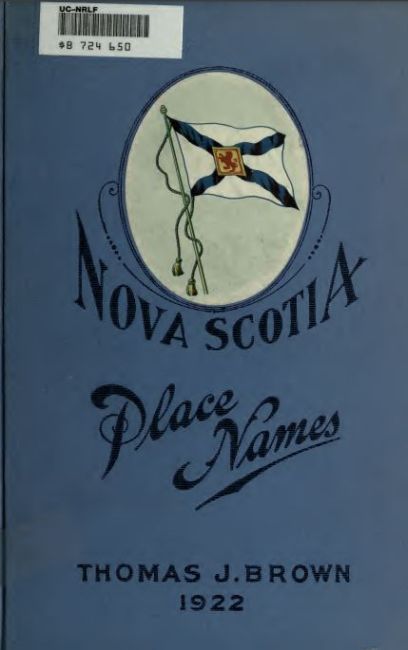 UC-NRLF
$B 724 650
NOVA SCOTIA
Place
Names
THOMAS J. BROWN
1922